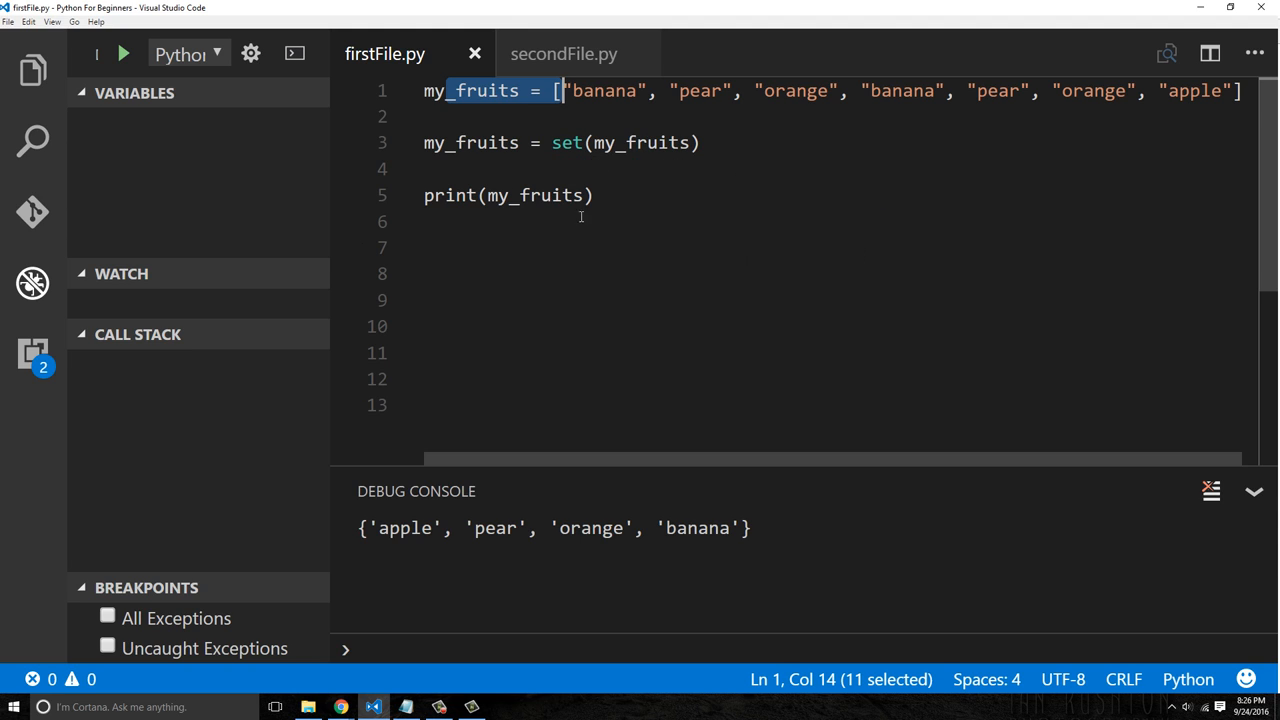 firstFile.py - Python For Beginners - Visual Studio Code
File Edit View Go Help
Python
firstFile.py
secondFile.py
VARIABLES
WATCH
CALL STACK
2
BREAKPOINTS
All Exceptions
Uncaught Exceptions
1 my_fruits = ["banana", "pear", "orange", "banana", "pear", "orange", "apple"]
2
3 my_fruits = set(my_fruits)
4
5 print(my_fruits)
6
7
8
9
10
11
12
13
DEBUG CONSOLE
{'apple', 'pear', 'orange', 'banana'}
0 0 Ln 1, Col 14 (11 selected) Spaces: 4 UTF-8 CRLF Python
I'm Cortana. Ask me anything.
8:26 PM
9/24/2016